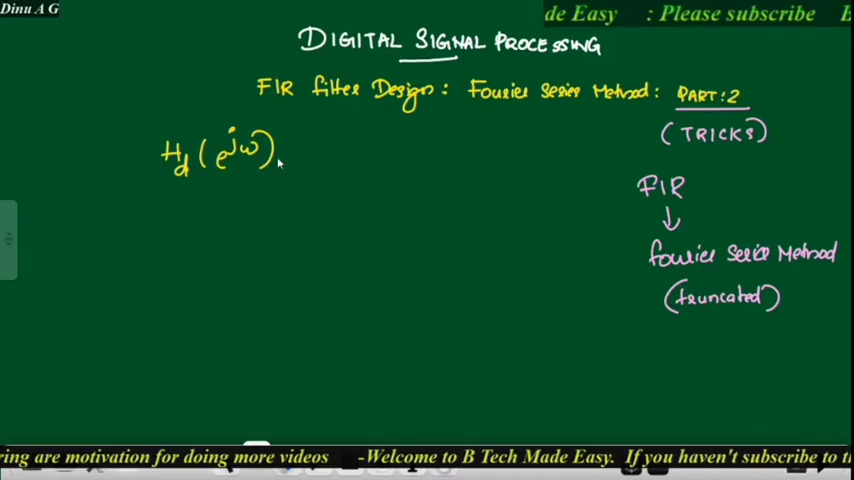 Dinu A G
de Easy : Please subscribe
DIGITAL SIGNAL PROCESSING
FIR filter Design: Fourier Series Method: PART:2
(TRICKS)
H_d(e^{jω})
FIR
↓
Fourier Series Method
(truncated)
ring are motivation for doing more videos -Welcome to B Tech Made Easy. If you haven't subscribe to th